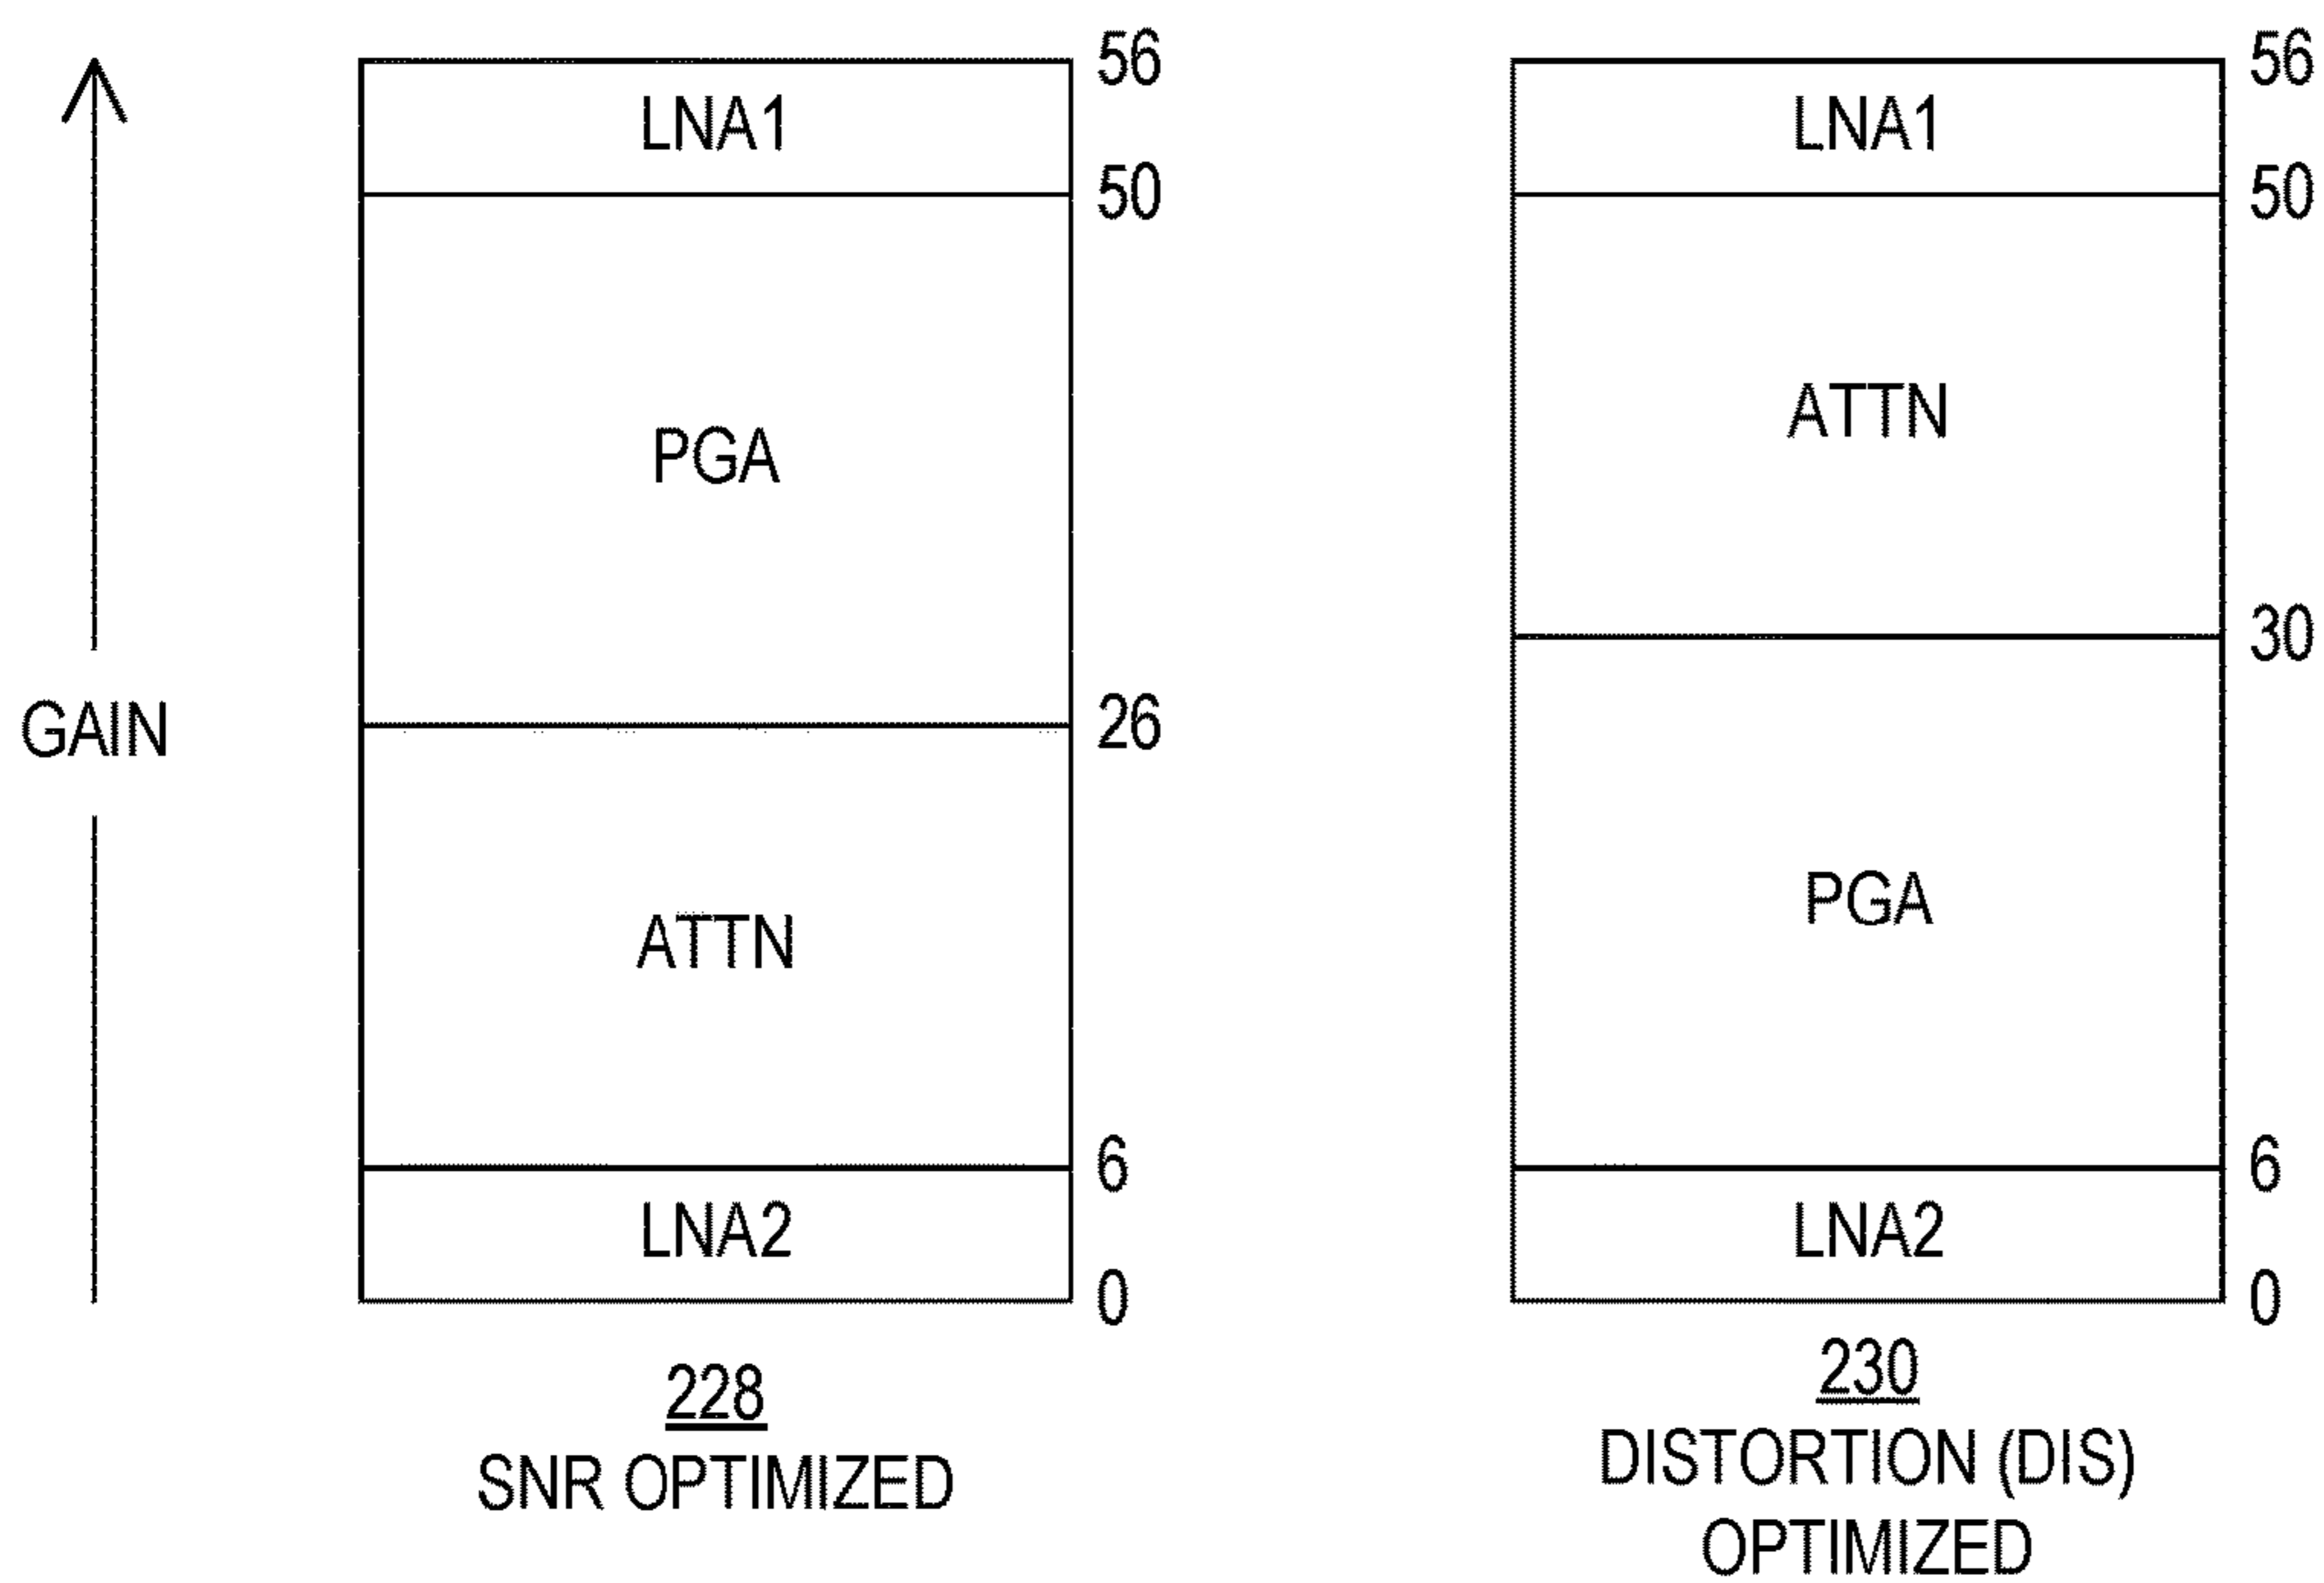 GAIN
56
LNA1
50
PGA
26
ATTN
6
LNA2
0
228
SNR OPTIMIZED
56
LNA1
50
ATTN
30
PGA
6
LNA2
0
230
DISTORTION (DIS)
OPTIMIZED